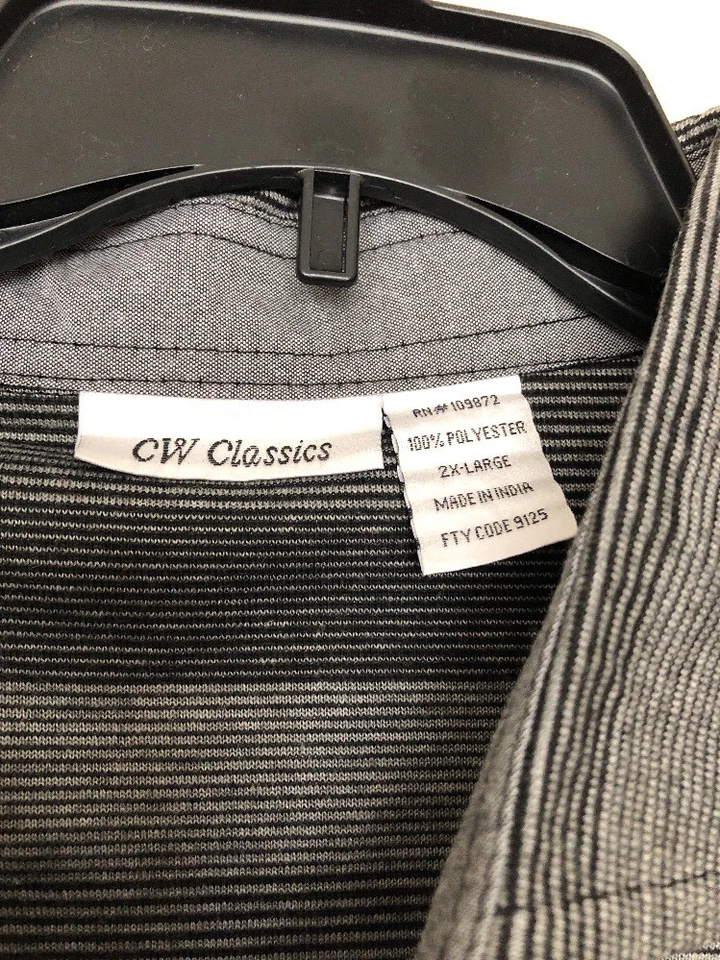 CW Classics
RN# 109872
100% POLYESTER
2X-LARGE
MADE IN INDIA
FTY CODE 9125